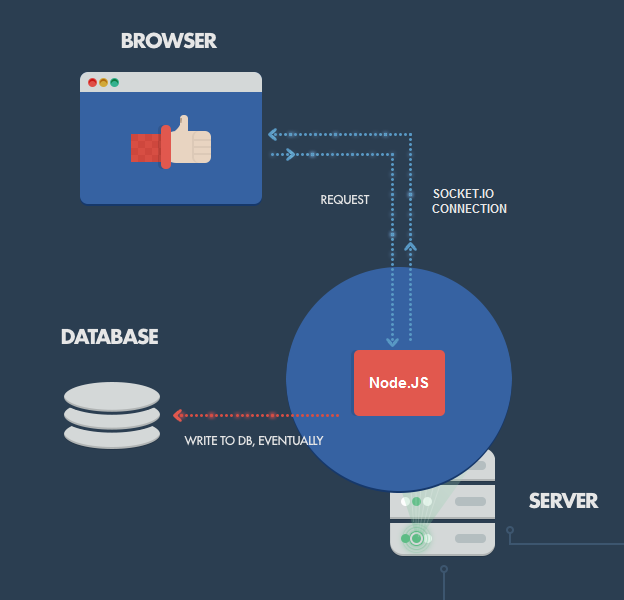 BROWSER
REQUEST
SOCKET.IO
CONNECTION
DATABASE
Node.JS
WRITE TO DB, EVENTUALLY
SERVER